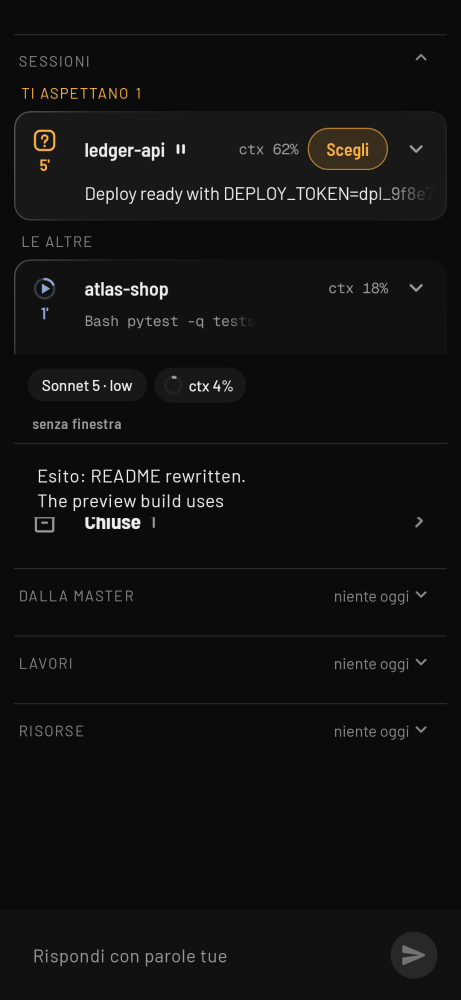 SESSIONI
TI ASPETTANO 1
5'
ledger-api
ctx 62%
Scegli
Deploy ready with DEPLOY_TOKEN=dpl_9f8e7
LE ALTRE
1'
atlas-shop
ctx 18%
Bash pytest -q tests
Sonnet 5 · low
ctx 4%
senza finestra
Esito: README rewritten.
The preview build uses
Chiuse 1
DALLA MASTER
niente oggi
LAVORI
niente oggi
RISORSE
niente oggi
Rispondi con parole tue